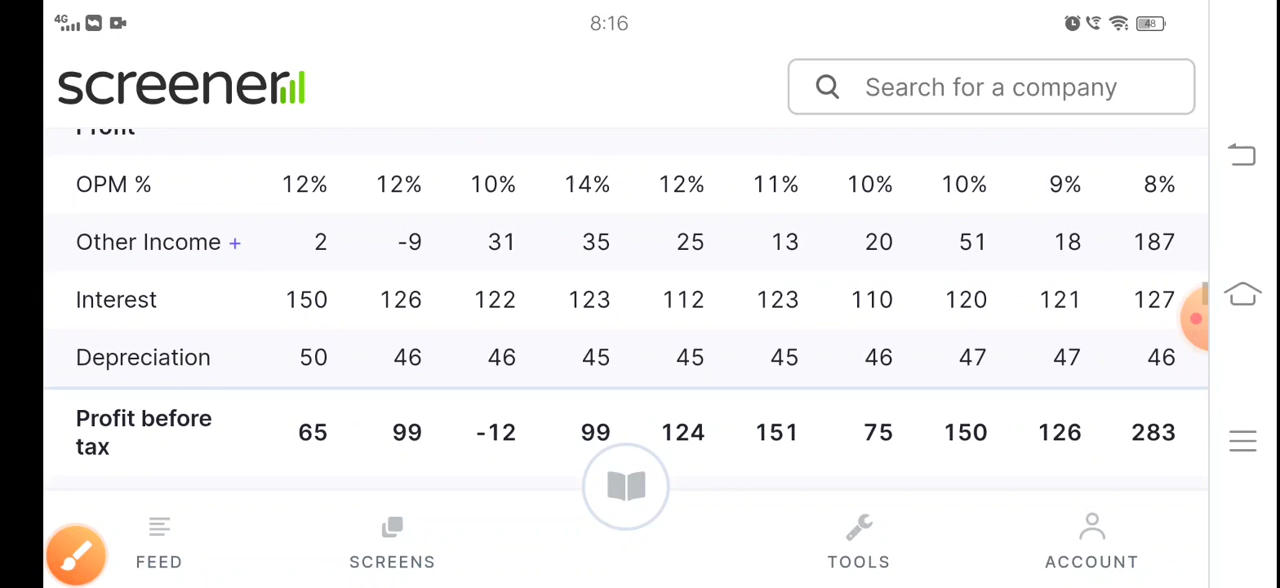 4G 8:16 48
screener Search for a company
Profit
OPM % 12% 12% 10% 14% 12% 11% 10% 10% 9% 8%
Other Income + 2 -9 31 35 25 13 20 51 18 187
Interest 150 126 122 123 112 123 110 120 121 127
Depreciation 50 46 46 45 45 45 46 47 47 46
Profit before
tax 65 99 -12 99 124 151 75 150 126 283
FEED SCREENS TOOLS ACCOUNT